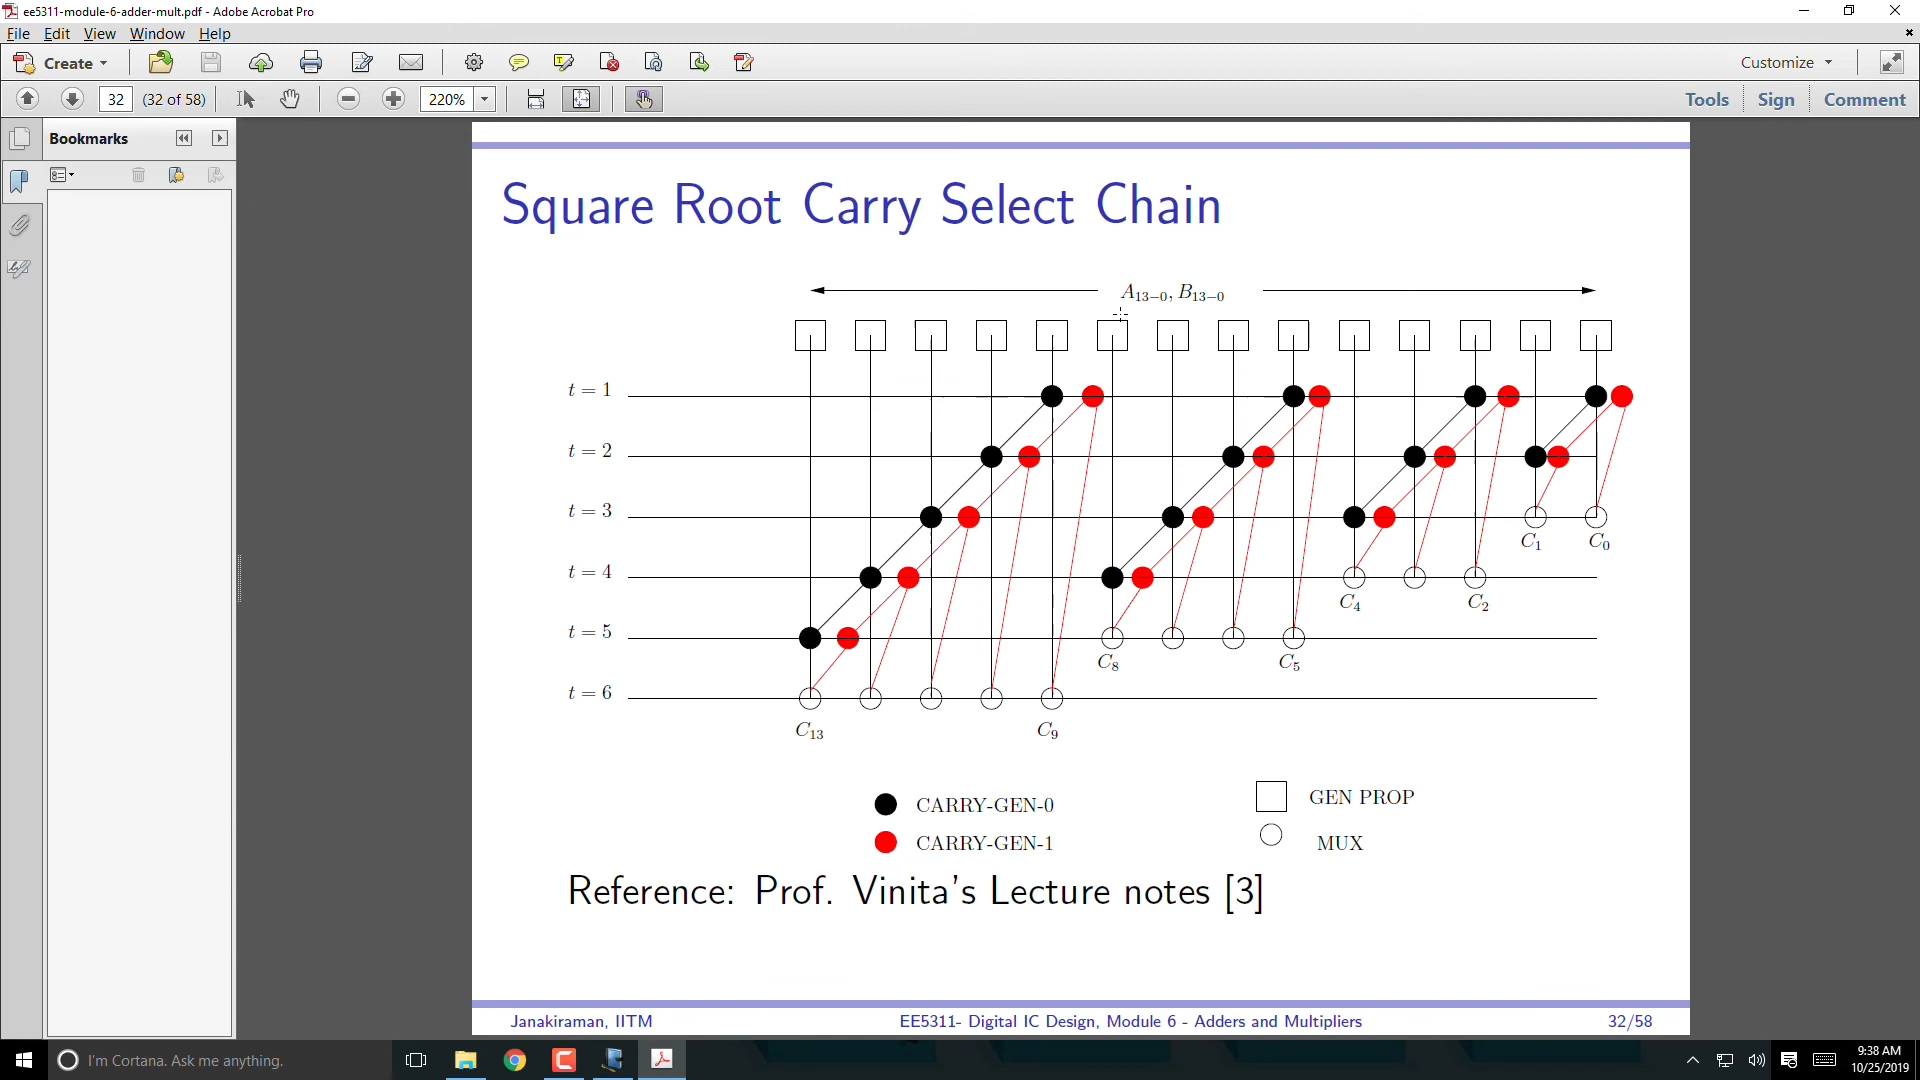 ee5311-module-6-adder-mult.pdf - Adobe Acrobat Pro
File Edit View Window Help
Create Customize
32 (32 of 58) 220% Tools Sign Comment
Bookmarks
Square Root Carry Select Chain
A13−0, B13−0
t = 1
t = 2
t = 3
C1 C0
t = 4
C4 C2
t = 5
C8 C5
t = 6
C13 C9
CARRY-GEN-0 GEN PROP
CARRY-GEN-1 MUX
Reference: Prof. Vinita's Lecture notes [3]
Janakiraman, IITM EE5311- Digital IC Design, Module 6 - Adders and Multipliers 32/58
I'm Cortana. Ask me anything.
9:38 AM
10/25/2019